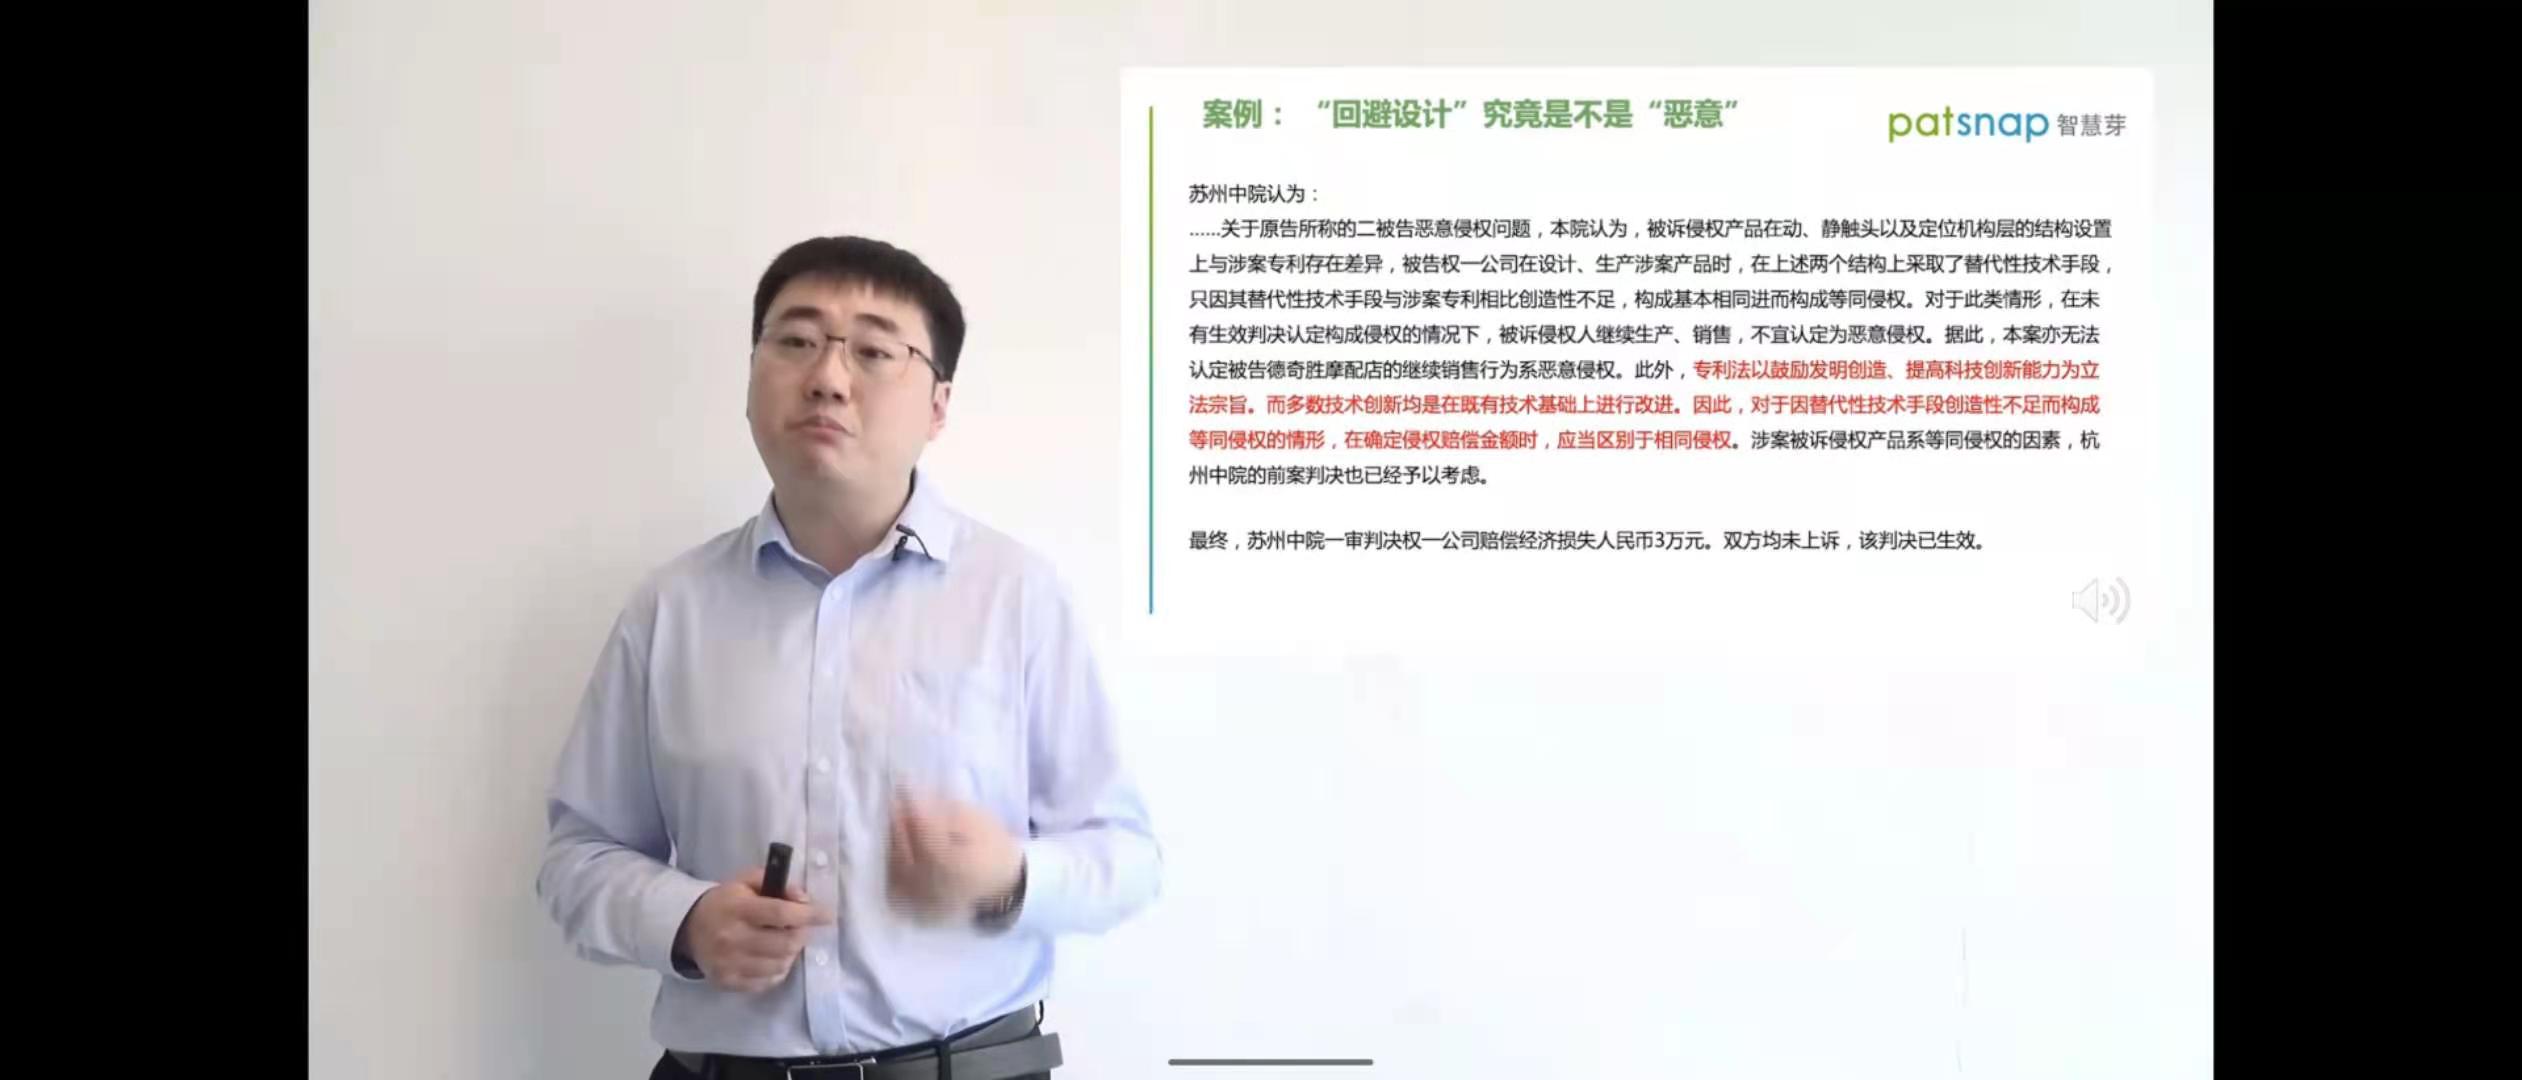 案例：“回避设计”究竟是不是“恶意”
patsnap 智慧芽
苏州中院认为：
......关于原告所称的二被告恶意侵权问题，本院认为，被诉侵权产品在动、静触头以及定位机构层的结构设置
上与涉案专利存在差异，被告权一公司在设计、生产涉案产品时，在上述两个结构上采取了替代性技术手段，
只因其替代性技术手段与涉案专利相比创造性不足，构成基本相同进而构成等同侵权。对于此类情形，在未
有生效判决认定构成侵权的情况下，被诉侵权人继续生产、销售，不宜认定为恶意侵权。据此，本案亦无法
认定被告德奇胜摩配店的继续销售行为系恶意侵权。此外，专利法以鼓励发明创造、提高科技创新能力为立
法宗旨。而多数技术创新均是在既有技术基础上进行改进。因此，对于因替代性技术手段创造性不足而构成
等同侵权的情形，在确定侵权赔偿金额时，应当区别于相同侵权。涉案被诉侵权产品系等同侵权的因素，杭
州中院的前案判决也已经予以考虑。
最终，苏州中院一审判决权一公司赔偿经济损失人民币3万元。双方均未上诉，该判决已生效。